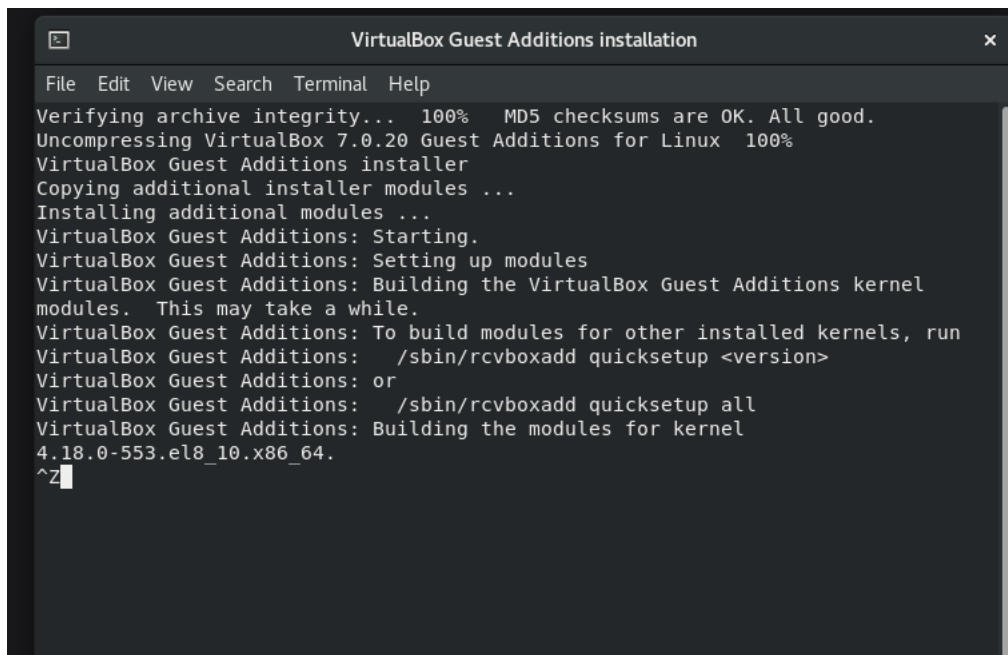 VirtualBox Guest Additions installation
File Edit View Search Terminal Help
Verifying archive integrity...  100%   MD5 checksums are OK. All good.
Uncompressing VirtualBox 7.0.20 Guest Additions for Linux  100%
VirtualBox Guest Additions installer
Copying additional installer modules ...
Installing additional modules ...
VirtualBox Guest Additions: Starting.
VirtualBox Guest Additions: Setting up modules
VirtualBox Guest Additions: Building the VirtualBox Guest Additions kernel
modules.  This may take a while.
VirtualBox Guest Additions: To build modules for other installed kernels, run
VirtualBox Guest Additions:   /sbin/rcvboxadd quicksetup <version>
VirtualBox Guest Additions: or
VirtualBox Guest Additions:   /sbin/rcvboxadd quicksetup all
VirtualBox Guest Additions: Building the modules for kernel
4.18.0-553.el8_10.x86_64.
^Z